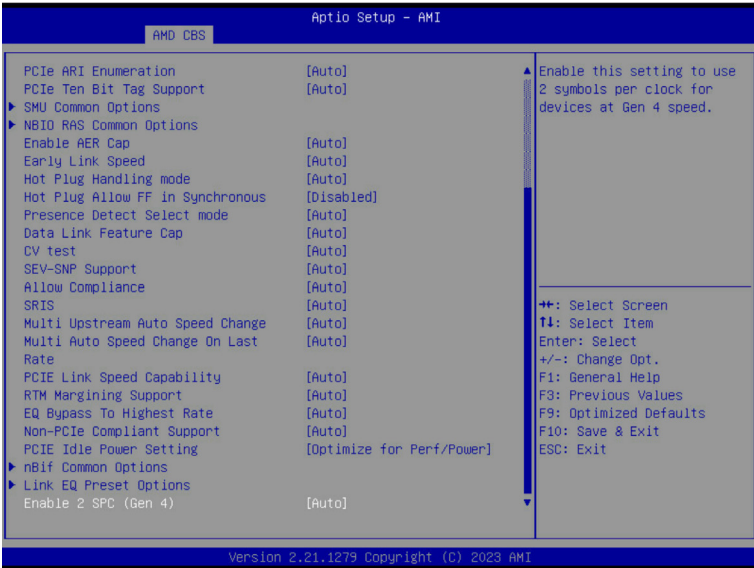 Aptio Setup - AMI
AMD CBS
PCIe ARI Enumeration [Auto]
PCIe Ten Bit Tag Support [Auto]
SMU Common Options
NBIO RAS Common Options
Enable AER Cap [Auto]
Early Link Speed [Auto]
Hot Plug Handling mode [Auto]
Hot Plug Allow FF in Synchronous [Disabled]
Presence Detect Select mode [Auto]
Data Link Feature Cap [Auto]
CV test [Auto]
SEV-SNP Support [Auto]
Allow Compliance [Auto]
SRIS [Auto]
Multi Upstream Auto Speed Change [Auto]
Multi Auto Speed Change On Last [Auto]
Rate
PCIE Link Speed Capability [Auto]
RTM Margining Support [Auto]
EQ Bypass To Highest Rate [Auto]
Non-PCIe Compliant Support [Auto]
PCIE Idle Power Setting [Optimize for Perf/Power]
nBif Common Options
Link EQ Preset Options
Enable 2 SPC (Gen 4) [Auto]
Enable this setting to use
2 symbols per clock for
devices at Gen 4 speed.
→←: Select Screen
↑↓: Select Item
Enter: Select
+/-: Change Opt.
F1: General Help
F3: Previous Values
F9: Optimized Defaults
F10: Save & Exit
ESC: Exit
Version 2.21.1279 Copyright (C) 2023 AMI